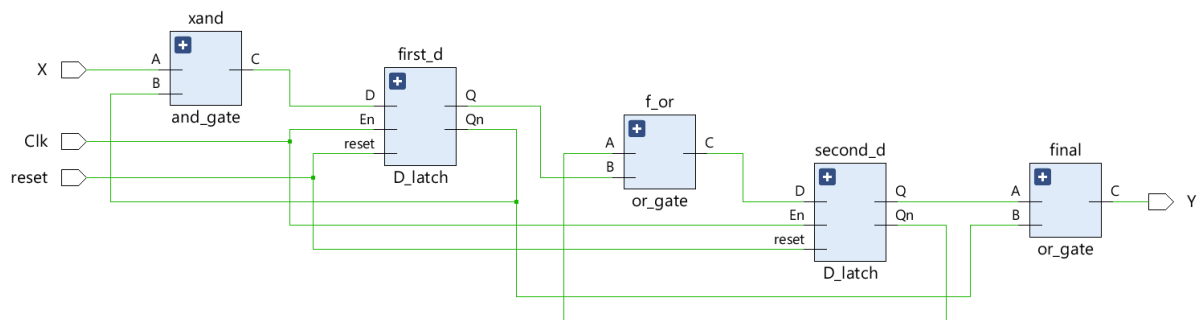 xand
X
A
B
C
and_gate
Clk
reset
first_d
D
En
reset
Q
Qn
D_latch
f_or
A
B
C
or_gate
second_d
D
En
reset
Q
Qn
D_latch
final
A
B
C
or_gate
Y